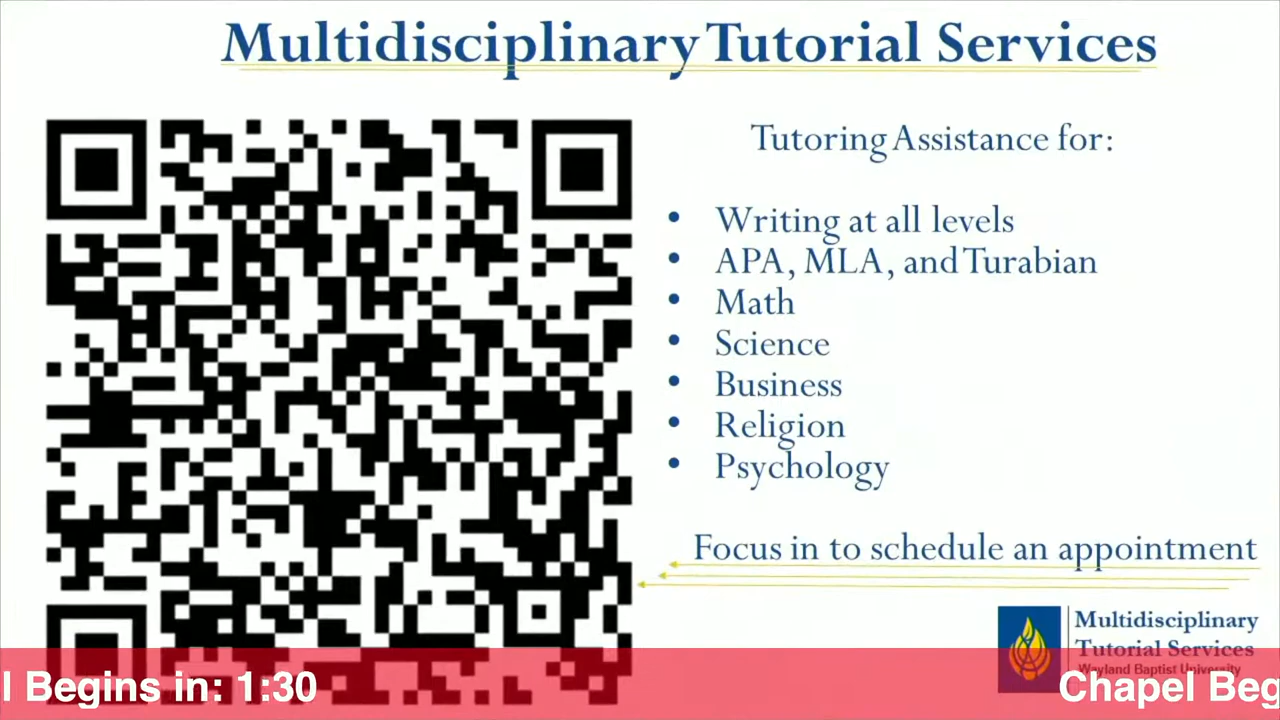 Multidisciplinary Tutorial Services
Tutoring Assistance for:
• Writing at all levels
• APA, MLA, and Turabian
• Math
• Science
• Business
• Religion
• Psychology
Focus in to schedule an appointment
Multidisciplinary
Tutorial Services
Wayland Baptist University
l Begins in: 1:30
Chapel Beg